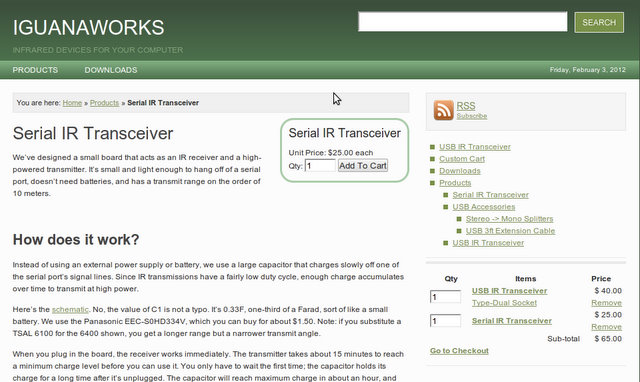 IGUANAWORKS
INFRARED DEVICES FOR YOUR COMPUTER
SEARCH
PRODUCTS DOWNLOADS
Friday, February 3, 2012
You are here: Home » Products » Serial IR Transceiver
Serial IR Transceiver
We've designed a small board that acts as an IR receiver and a high-
powered transmitter. It's small and light enough to hang off of a serial
port, doesn't need batteries, and has a transmit range on the order of
10 meters.
Serial IR Transceiver
Unit Price: $25.00 each
Qty: 1 Add To Cart
How does it work?
Instead of using an external power supply or battery, we use a large capacitor that charges slowly off one of
the serial port's signal lines. Since IR transmissions have a fairly low duty cycle, enough charge accumulates
over time to transmit at high power.
Here's the schematic. No, the value of C1 is not a typo. It's 0.33F, one-third of a Farad, sort of like a small
battery. We use the Panasonic EEC-S0HD334V, which you can buy for about $1.50. Note: if you substitute a
TSAL 6100 for the 6400 shown, you get a longer range but a narrower transmit angle.
When you plug in the board, the receiver works immediately. The transmitter takes about 15 minutes to reach
a minimum charge level before you can use it. You only have to wait the first time; the capacitor holds its
charge for a long time after it's unplugged. The capacitor will reach maximum charge in about an hour, and
RSS
Subscribe
USB IR Transceiver
Custom Cart
Downloads
Products
Serial IR Transceiver
USB Accessories
Stereo -> Mono Splitters
USB 3ft Extension Cable
USB IR Transceiver
Qty Items Price
1 USB IR Transceiver $ 40.00
Type-Dual Socket Remove
1 Serial IR Transceiver $ 25.00
Remove
Sub-total $ 65.00
Go to Checkout